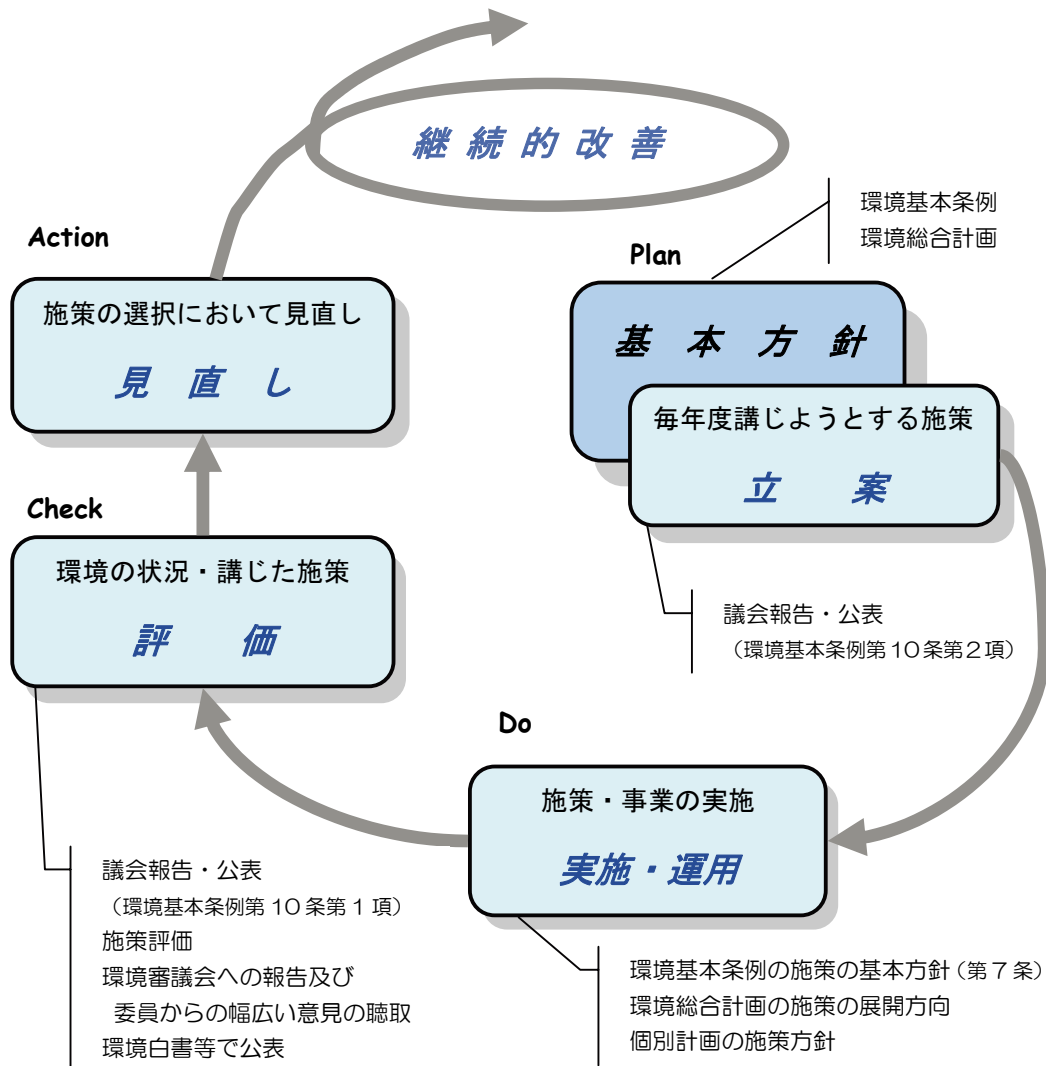 継続的改善
環境基本条例
環境総合計画
Action
Plan
施策の選択において見直し
見直し
基本方針
毎年度講じようとする施策
立案
Check
環境の状況・講じた施策
評価
議会報告・公表
（環境基本条例第10条第2項）
Do
施策・事業の実施
実施・運用
議会報告・公表
（環境基本条例第10条第1項）
施策評価
環境審議会への報告及び
委員からの幅広い意見の聴取
環境白書等で公表
環境基本条例の施策の基本方針（第7条）
環境総合計画の施策の展開方向
個別計画の施策方針